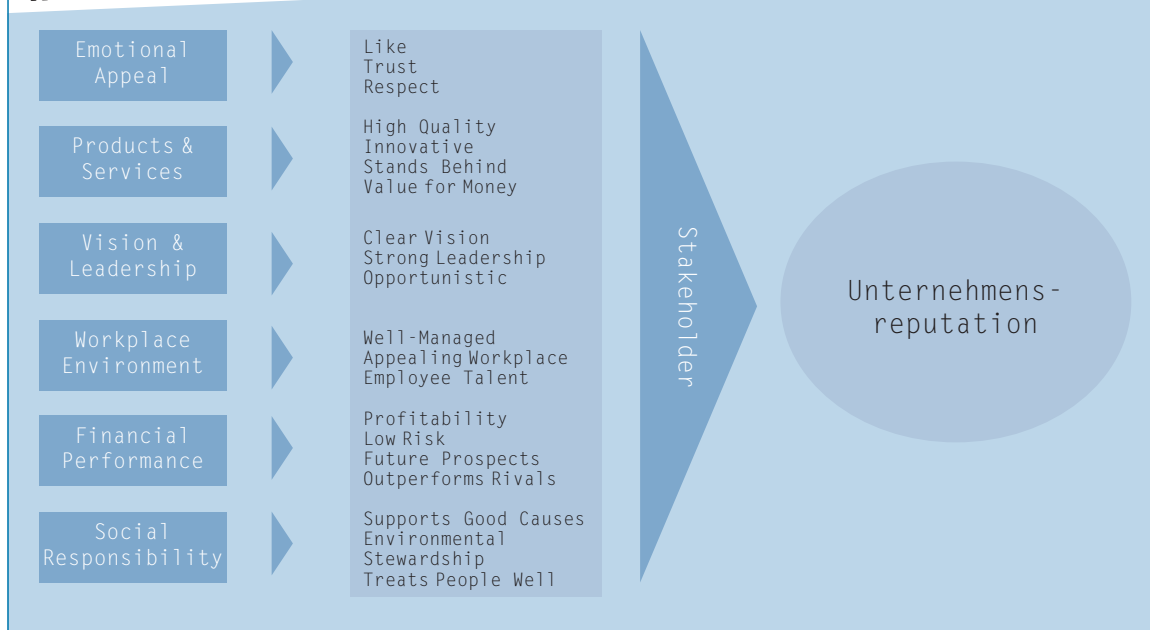 Emotional
Appeal
Like
Trust
Respect
Products &
Services
High Quality
Innovative
Stands Behind
Value for Money
Vision &
Leadership
Clear Vision
Strong Leadership
Opportunistic
Workplace
Environment
Well-Managed
Appealing Workplace
Employee Talent
Financial
Performance
Profitability
Low Risk
Future Prospects
Outperforms Rivals
Social
Responsibility
Supports Good Causes
Environmental
Stewardship
Treats People Well
Stakeholder
Unternehmens-
reputation